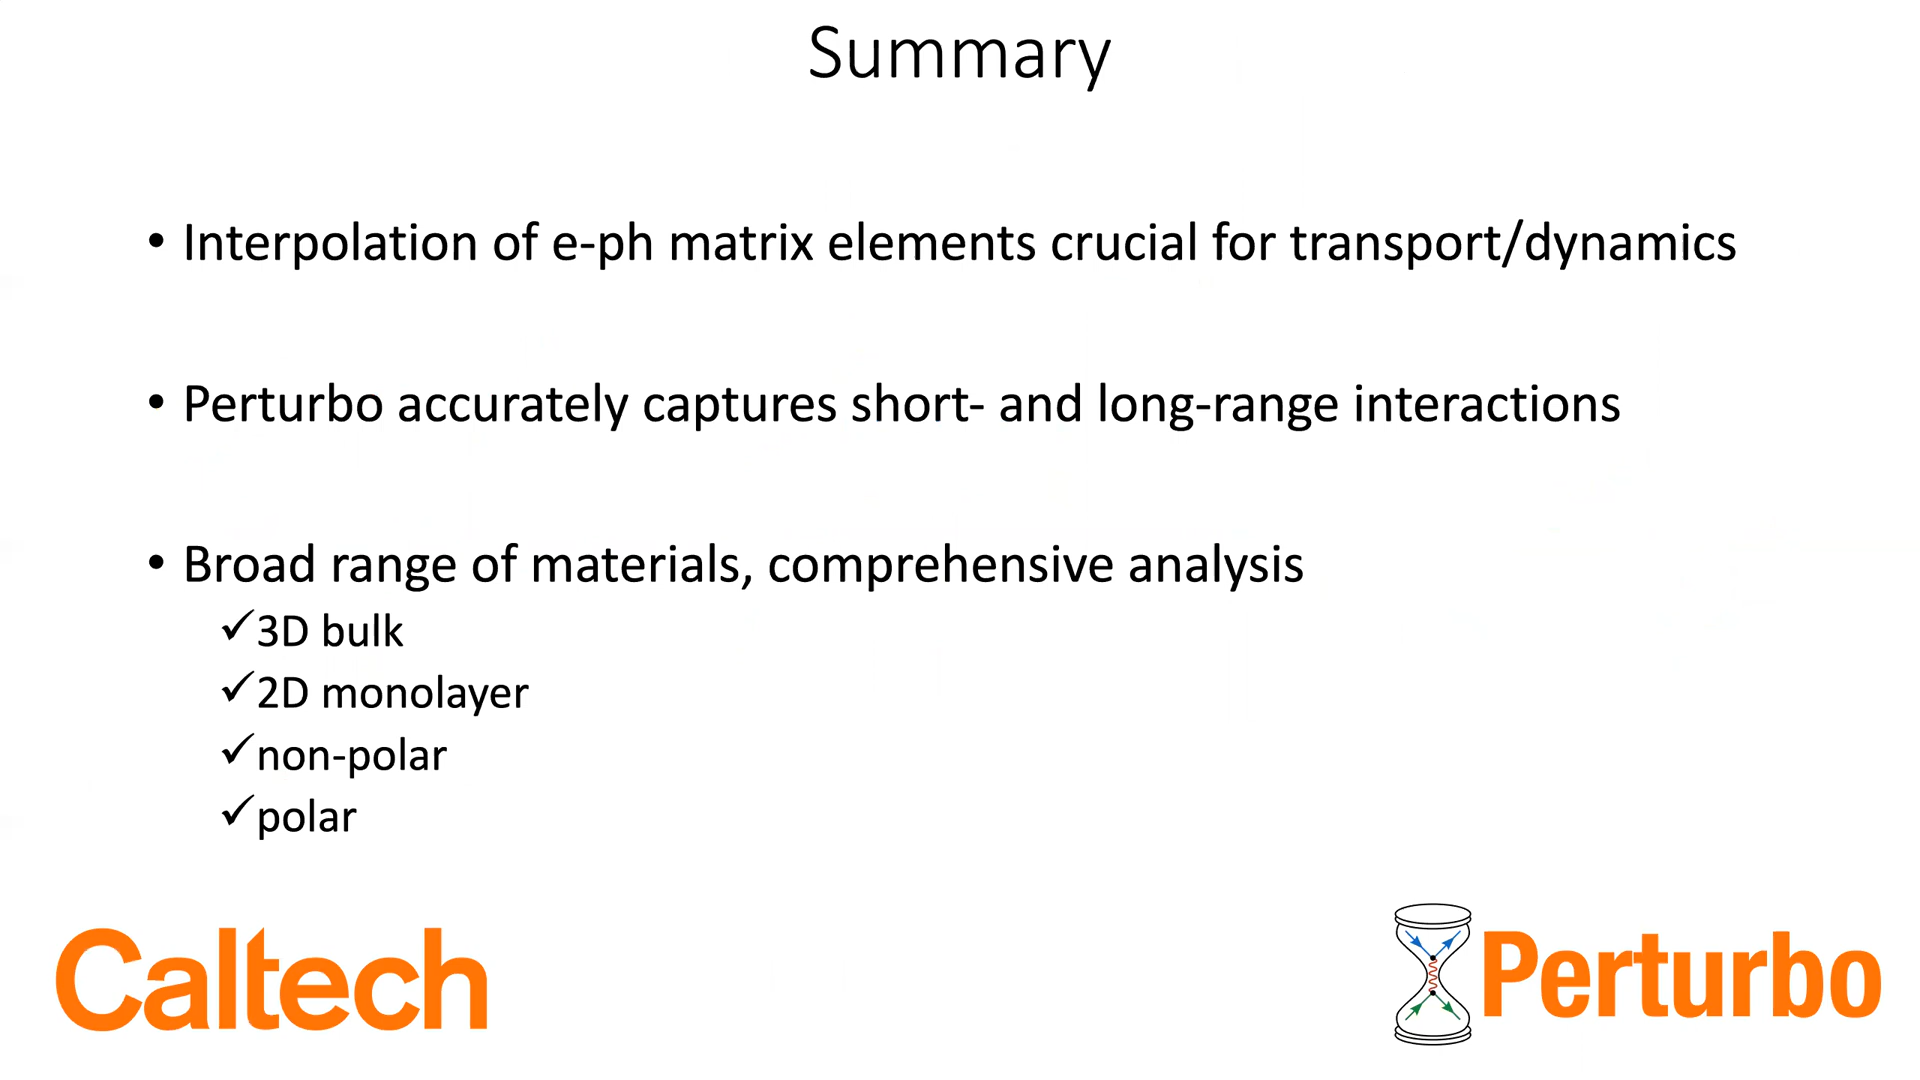 Summary
• Interpolation of e-ph matrix elements crucial for transport/dynamics
• Perturbo accurately captures short- and long-range interactions
• Broad range of materials, comprehensive analysis
✓3D bulk
✓2D monolayer
✓non-polar
✓polar
Caltech
Perturbo